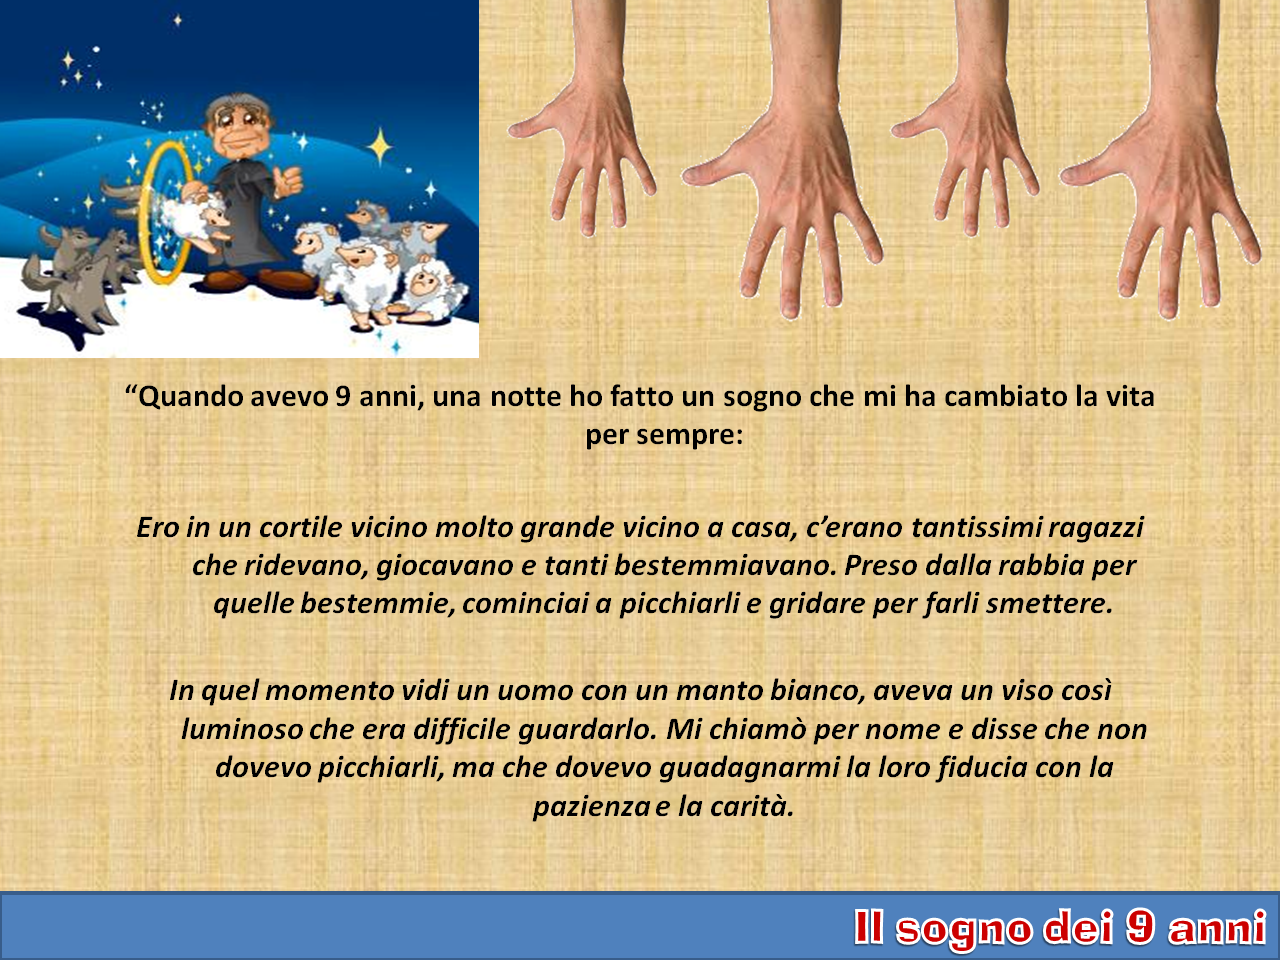 “Quando avevo 9 anni, una notte ho fatto un sogno che mi ha cambiato la vita
per sempre:
Ero in un cortile vicino molto grande vicino a casa, c’erano tantissimi ragazzi
che ridevano, giocavano e tanti bestemmiavano. Preso dalla rabbia per
quelle bestemmie, cominciai a picchiarli e gridare per farli smettere.
In quel momento vidi un uomo con un manto bianco, aveva un viso così
luminoso che era difficile guardarlo. Mi chiamò per nome e disse che non
dovevo picchiarli, ma che dovevo guadagnarmi la loro fiducia con la
pazienza e la carità.
Il sogno dei 9 anni